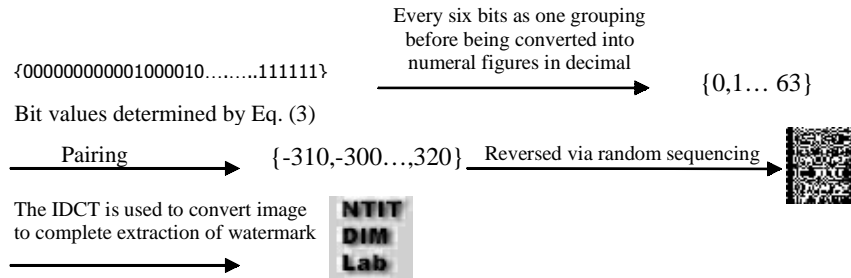 Every six bits as one grouping
before being converted into
numeral figures in decimal
{000000000001000010…..…..111111}
{0,1… 63}
Bit values determined by Eq. (3)
Pairing
{-310,-300…,320}
Reversed via random sequencing
The IDCT is used to convert image
to complete extraction of watermark
NTIT
DIM
Lab